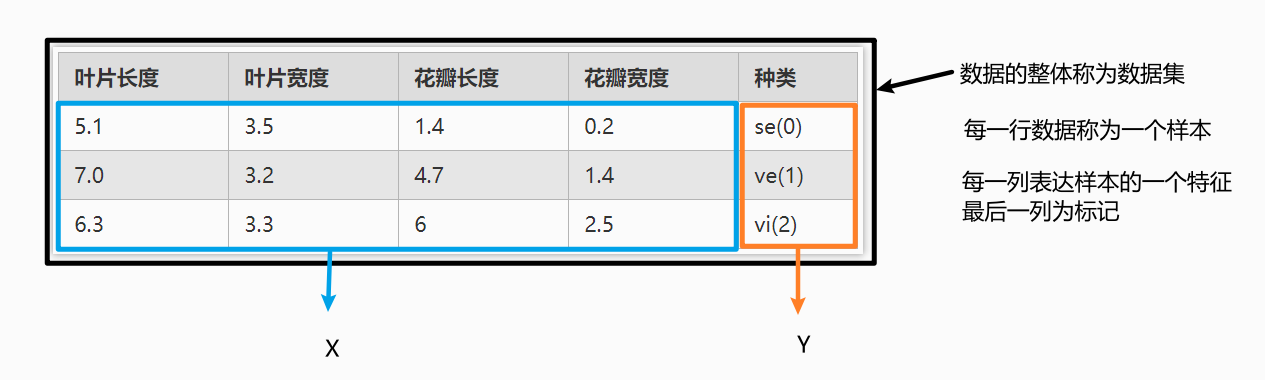 叶片长度 叶片宽度 花瓣长度 花瓣宽度 种类
5.1 3.5 1.4 0.2 se(0)
7.0 3.2 4.7 1.4 ve(1)
6.3 3.3 6 2.5 vi(2)
数据的整体称为数据集
每一行数据称为一个样本
每一列表达样本的一个特征
最后一列为标记
X
Y